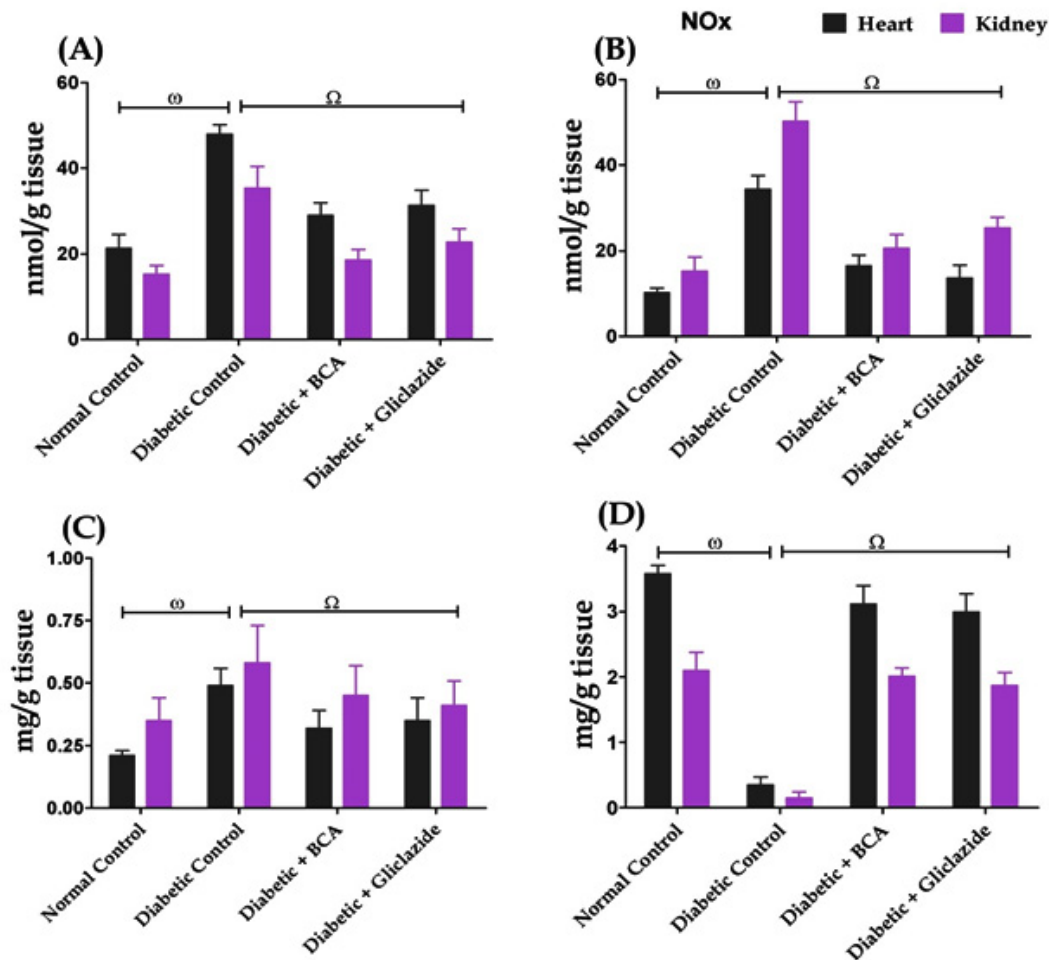 NOx Heart Kidney
(A)
60
40
20
0
nmol/g tissue
ω Ω
Normal Control
Diabetic Control
Diabetic + BCA
Diabetic + Gliclazide
(B)
60
40
20
0
nmol/g tissue
ω Ω
Normal Control
Diabetic Control
Diabetic + BCA
Diabetic + Gliclazide
(C)
1.00
0.75
0.50
0.25
0.00
mg/g tissue
ω Ω
Normal Control
Diabetic Control
Diabetic + BCA
Diabetic + Gliclazide
(D)
4
3
2
1
0
mg/g tissue
ω Ω
Normal Control
Diabetic Control
Diabetic + BCA
Diabetic + Gliclazide